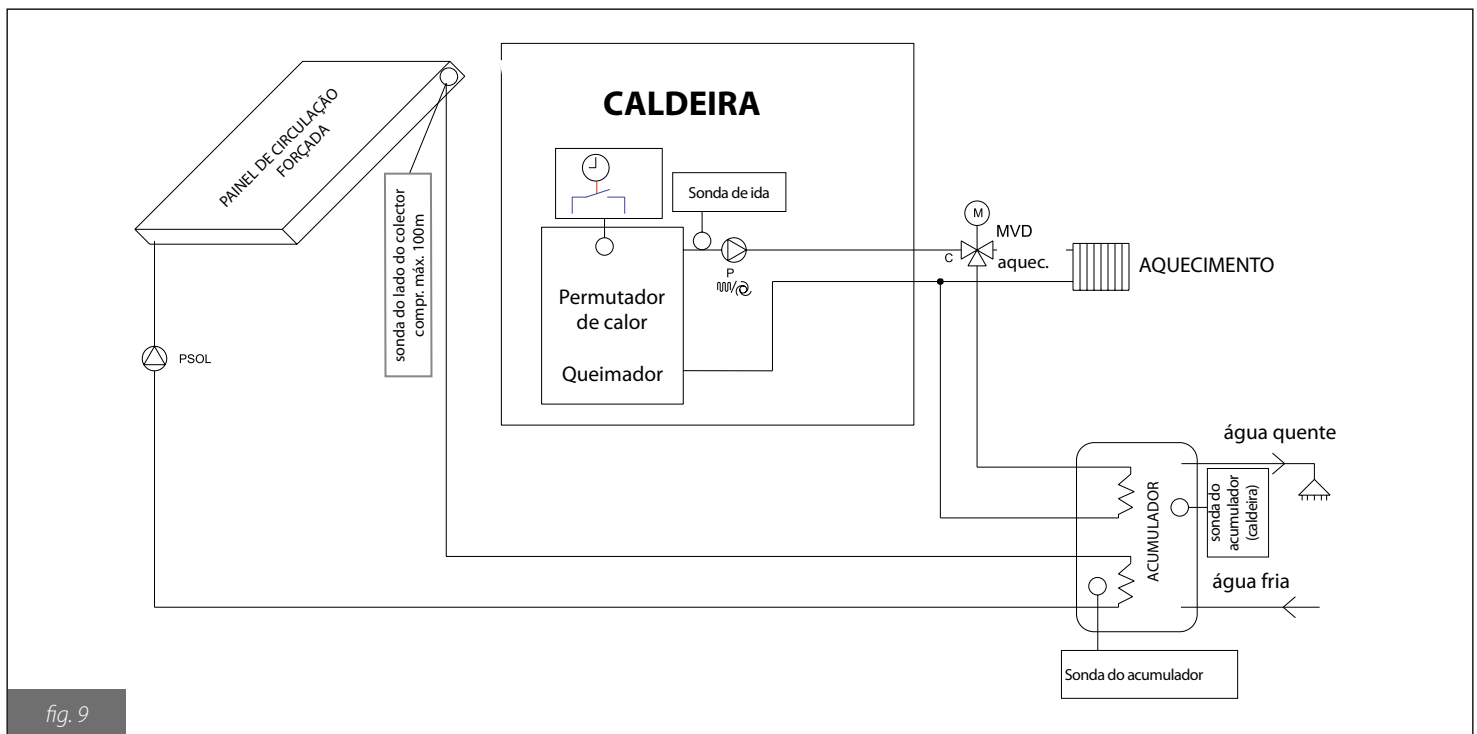 PAINEL DE CIRCULAÇÃO
FORÇADA
sonda do lado do colector
compr. máx. 100m
PSOL
CALDEIRA
Sonda de ida
P
Permutador
de calor
Queimador
M
MVD
C
aquec.
AQUECIMENTO
água quente
ACUMULADOR
sonda do
acumulador
(caldeira)
água fria
Sonda do acumulador
fig. 9